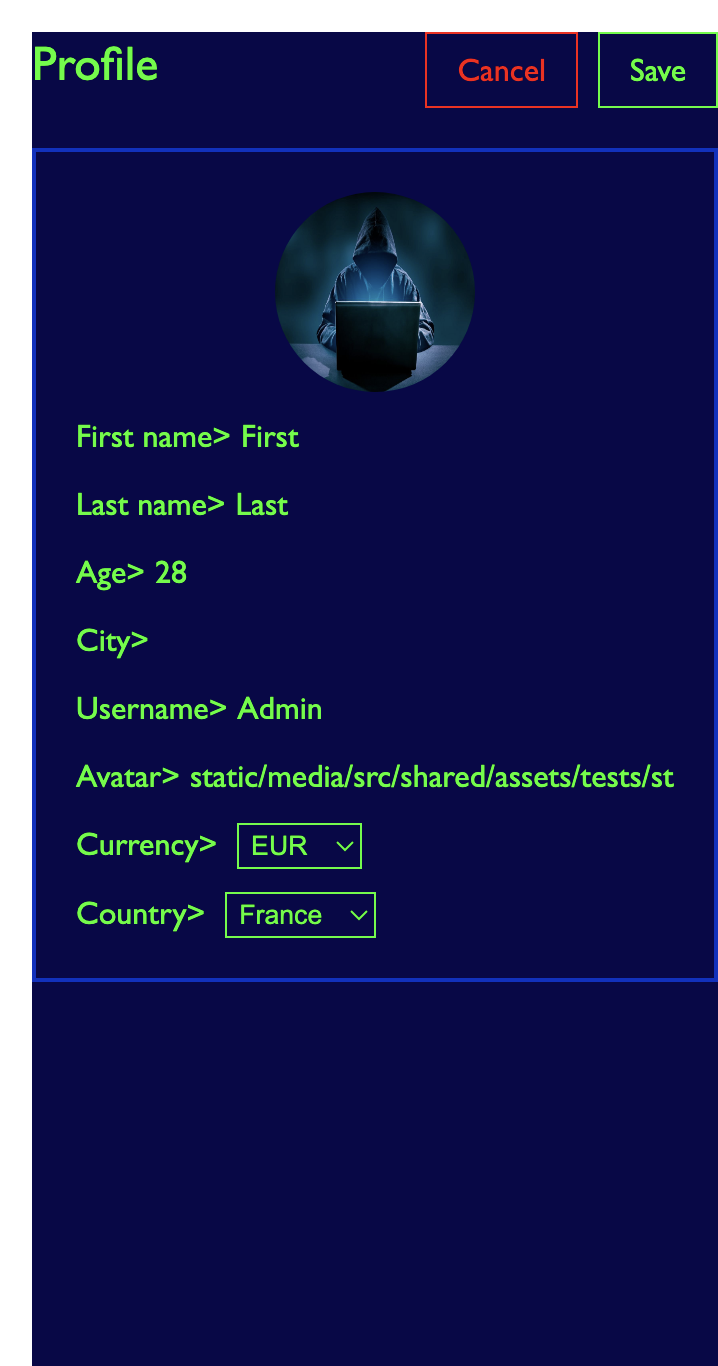 Profile
Cancel
Save
First name> First
Last name> Last
Age> 28
City>
Username> Admin
Avatar> static/media/src/shared/assets/tests/st
Currency> EUR
Country> France